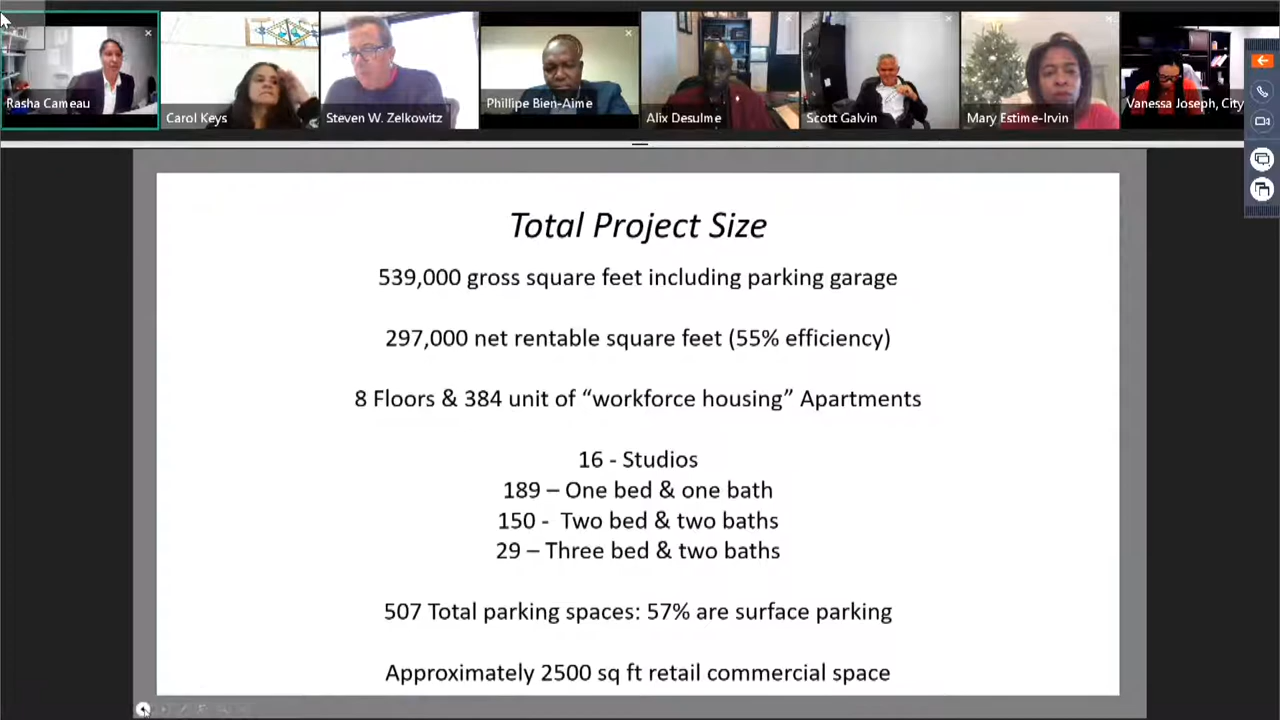 Rasha Cameau
Carol Keys
Steven W. Zelkowitz
Phillipe Bien-Aime
Alix Desulme
Scott Galvin
Mary Estime-Irvin
Vanessa Joseph, City
Total Project Size
539,000 gross square feet including parking garage
297,000 net rentable square feet (55% efficiency)
8 Floors & 384 unit of “workforce housing” Apartments
16 - Studios
189 – One bed & one bath
150 - Two bed & two baths
29 – Three bed & two baths
507 Total parking spaces: 57% are surface parking
Approximately 2500 sq ft retail commercial space